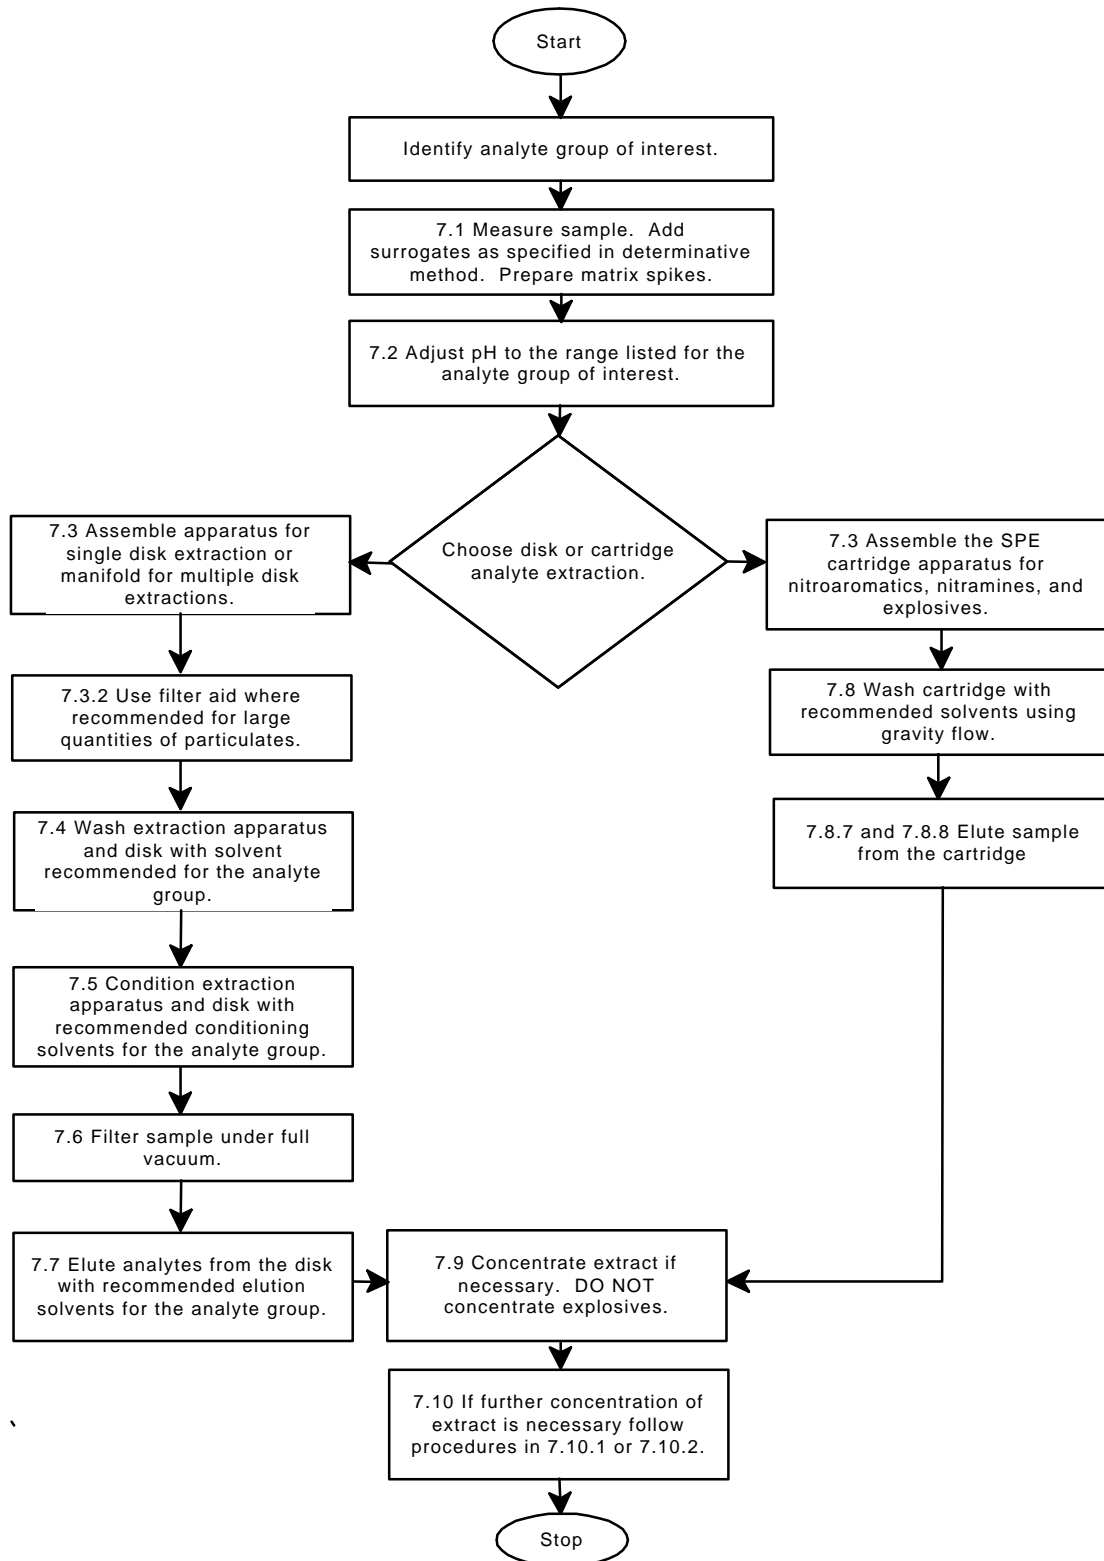 Start
Identify analyte group of interest.
7.1 Measure sample. Add
surrogates as specified in determinative
method. Prepare matrix spikes.
7.2 Adjust pH to the range listed for the
analyte group of interest.
Choose disk or cartridge
analyte extraction.
7.3 Assemble apparatus for
single disk extraction or
manifold for multiple disk
extractions.
7.3.2 Use filter aid where
recommended for large
quantities of particulates.
7.4 Wash extraction apparatus
and disk with solvent
recommended for the analyte
group.
7.5 Condition extraction
apparatus and disk with
recommended conditioning
solvents for the analyte group.
7.6 Filter sample under full
vacuum.
7.7 Elute analytes from the disk
with recommended elution
solvents for the analyte group.
7.3 Assemble the SPE
cartridge apparatus for
nitroaromatics, nitramines, and
explosives.
7.8 Wash cartridge with
recommended solvents using
gravity flow.
7.8.7 and 7.8.8 Elute sample
from the cartridge
7.9 Concentrate extract if
necessary. DO NOT
concentrate explosives.
7.10 If further concentration of
extract is necessary follow
procedures in 7.10.1 or 7.10.2.
Stop